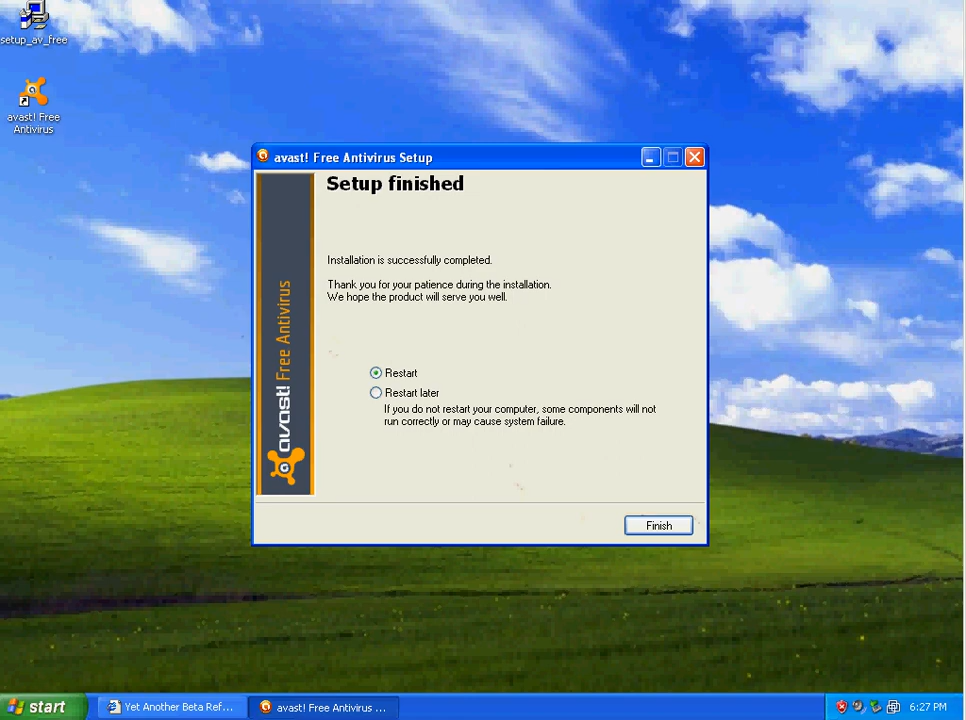 setup_av_free
avast! Free
Antivirus
avast! Free Antivirus Setup
Setup finished
Installation is successfully completed.
Thank you for your patience during the installation.
We hope the product will serve you well.
avast! Free Antivirus
Restart
Restart later
If you do not restart your computer, some components will not
run correctly or may cause system failure.
Finish
start
Yet Another Beta Ref...
avast! Free Antivirus ...
6:27 PM